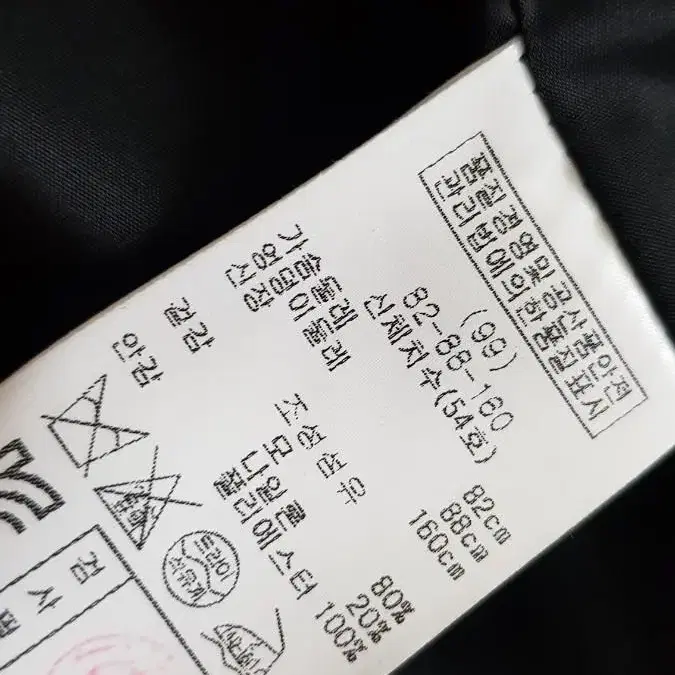 품질경영및공산품안전
관리법에의한품질표시
(99)
82-88-160
신체치수(54호)
가슴둘레 82cm
엉덩이둘레 88cm
신장 160cm
조성섬유
겉감 모 80%
나일론 20%
안감 폴리에스터 100%
드라이
석유계
검사필